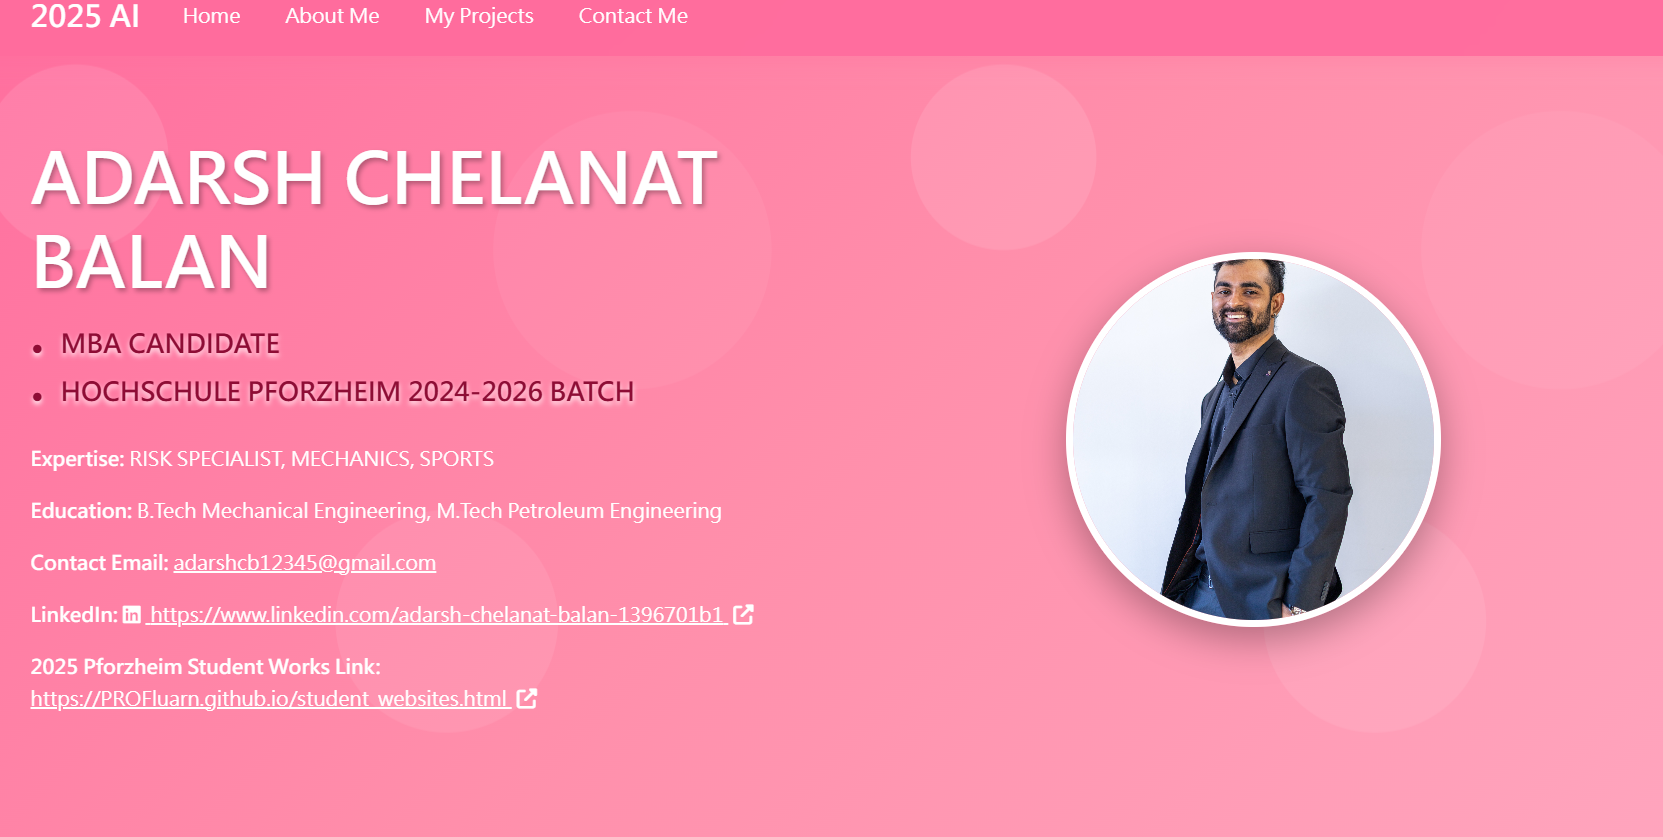 2025 AI Home About Me My Projects Contact Me
ADARSH CHELANAT
BALAN
• MBA CANDIDATE
• HOCHSCHULE PFORZHEIM 2024-2026 BATCH
Expertise: RISK SPECIALIST, MECHANICS, SPORTS
Education: B.Tech Mechanical Engineering, M.Tech Petroleum Engineering
Contact Email: adarshcb12345@gmail.com
LinkedIn: https://www.linkedin.com/adarsh-chelanat-balan-1396701b1
2025 Pforzheim Student Works Link:
https://PROFluarn.github.io/student_websites.html